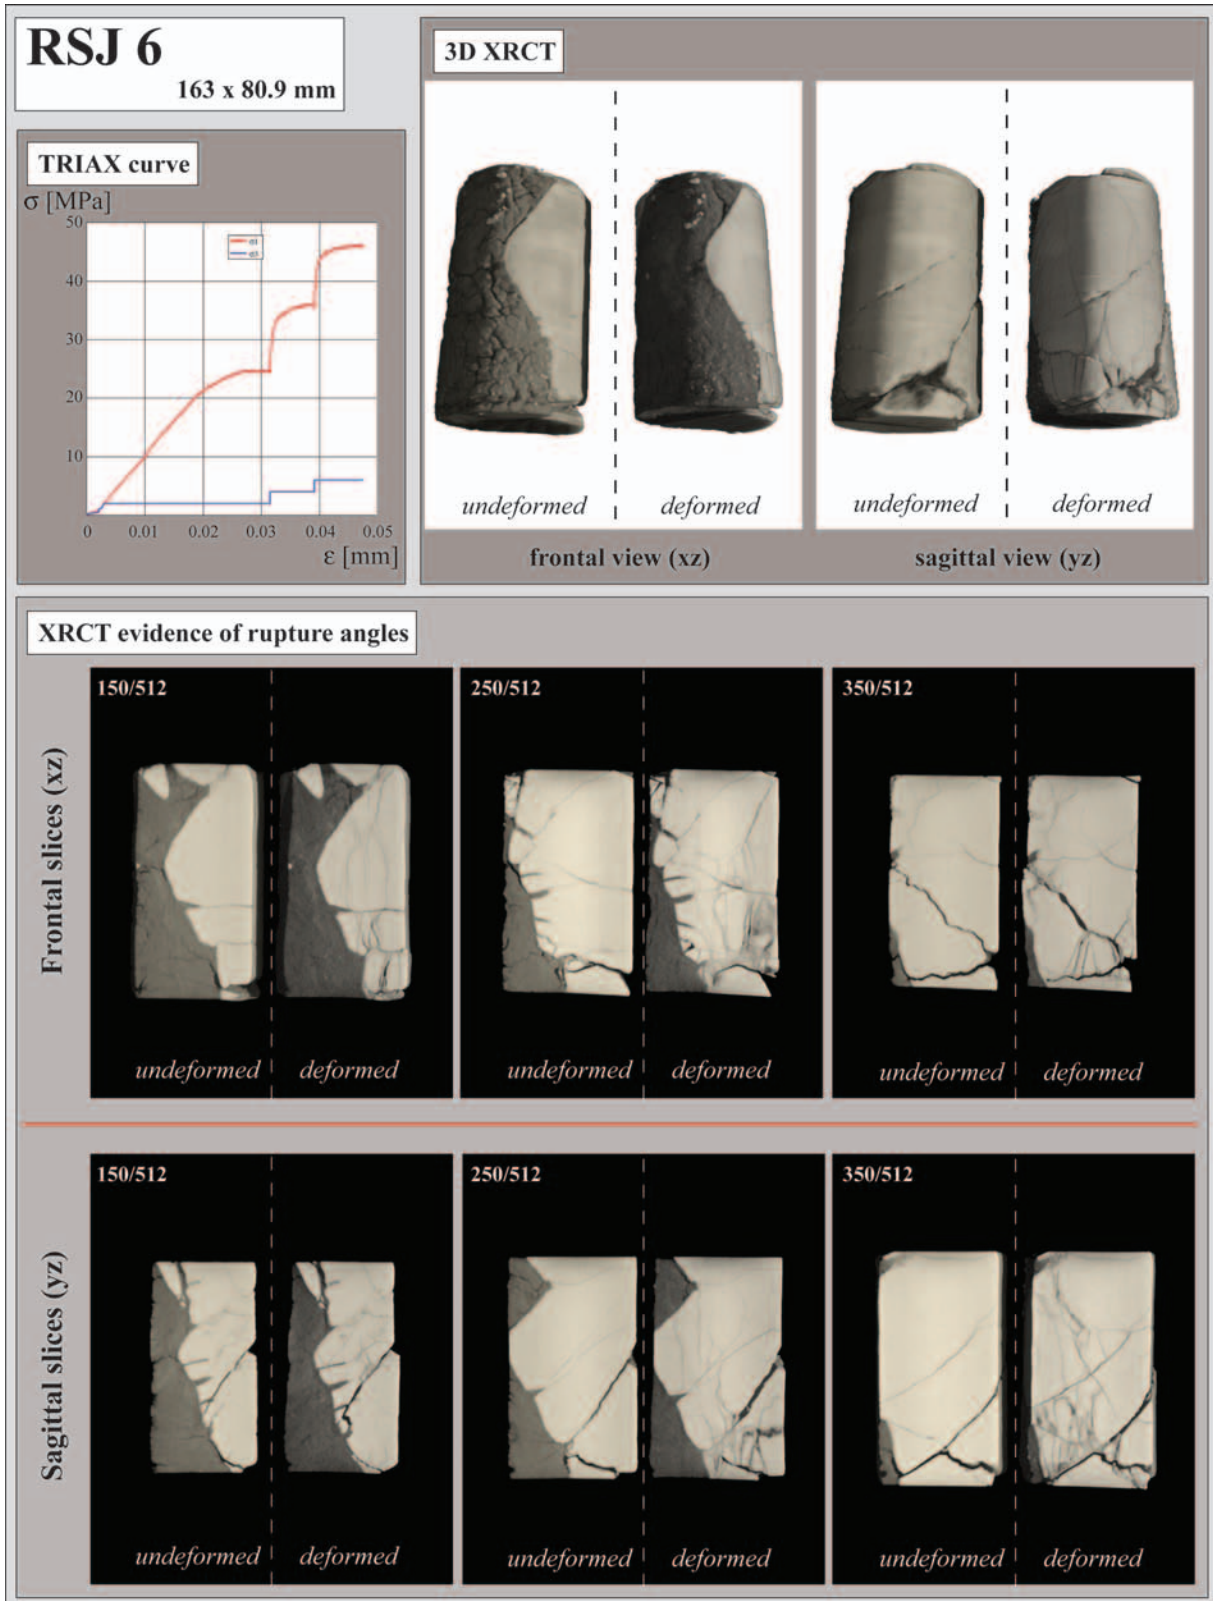 RSJ 6
163 x 80.9 mm
TRIAX curve
σ [MPa]
50
40
30
20
10
σ1
σ3
0 0.01 0.02 0.03 0.04 0.05
ε [mm]
3D XRCT
undeformed deformed undeformed deformed
frontal view (xz) sagittal view (yz)
XRCT evidence of rupture angles
Frontal slices (xz)
150/512 250/512 350/512
undeformed deformed undeformed deformed undeformed deformed
Sagittal slices (yz)
150/512 250/512 350/512
undeformed deformed undeformed deformed undeformed deformed